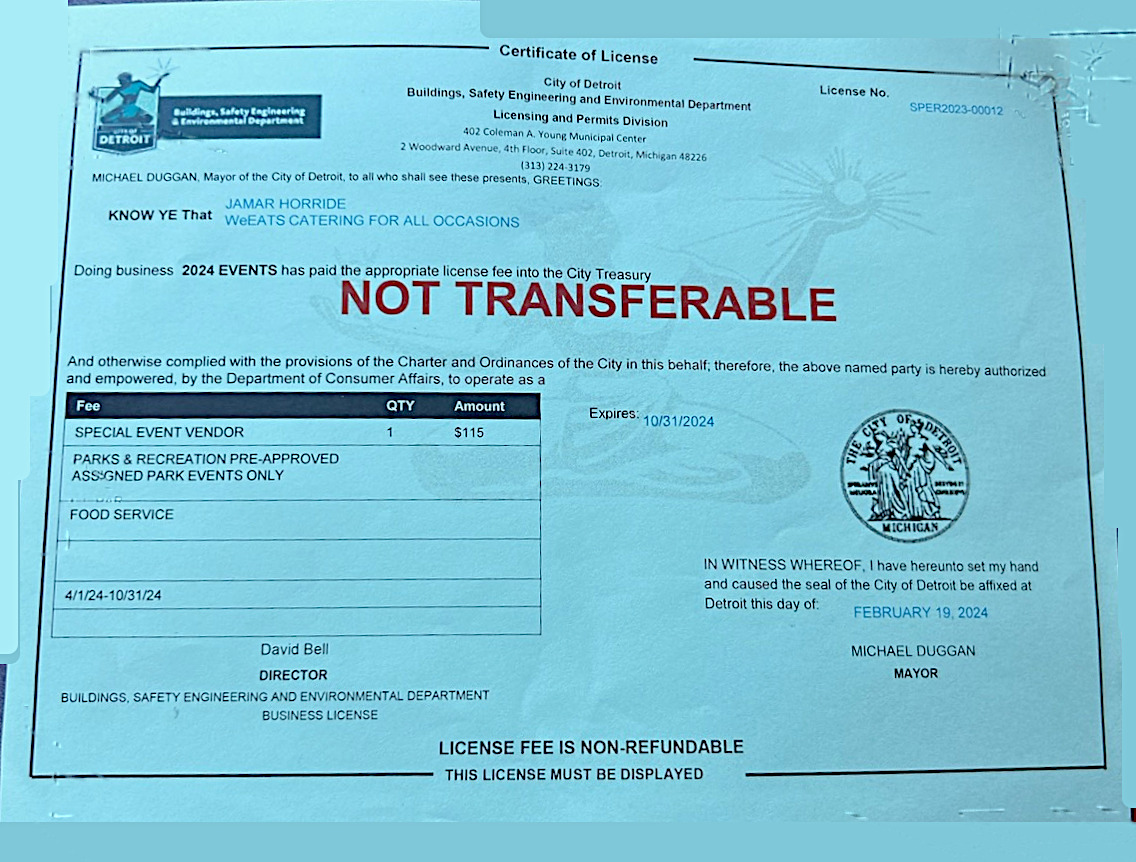 Certificate of License
CITY OF
DETROIT
Buildings, Safety Engineering
& Environmental Department
City of Detroit
Buildings, Safety Engineering and Environmental Department
Licensing and Permits Division
402 Coleman A. Young Municipal Center
2 Woodward Avenue, 4th Floor, Suite 402, Detroit, Michigan 48226
(313) 224-3179
License No.
SPER2023-00012
MICHAEL DUGGAN, Mayor of the City of Detroit, to all who shall see these presents, GREETINGS:
KNOW YE That
JAMAR HORRIDE
WeEATS CATERING FOR ALL OCCASIONS
Doing business 2024 EVENTS has paid the appropriate license fee into the City Treasury
NOT TRANSFERABLE
And otherwise complied with the provisions of the Charter and Ordinances of the City in this behalf; therefore, the above named party is hereby authorized
and empowered, by the Department of Consumer Affairs, to operate as a
Fee QTY Amount
SPECIAL EVENT VENDOR 1 $115
PARKS & RECREATION PRE-APPROVED
ASSIGNED PARK EVENTS ONLY
FOOD SERVICE
4/1/24-10/31/24
Expires: 10/31/2024
THE CITY OF DETROIT
MICHIGAN
IN WITNESS WHEREOF, I have hereunto set my hand
and caused the seal of the City of Detroit be affixed at
Detroit this day of: FEBRUARY 19, 2024
David Bell
DIRECTOR
BUILDINGS, SAFETY ENGINEERING AND ENVIRONMENTAL DEPARTMENT
BUSINESS LICENSE
MICHAEL DUGGAN
MAYOR
LICENSE FEE IS NON-REFUNDABLE
THIS LICENSE MUST BE DISPLAYED